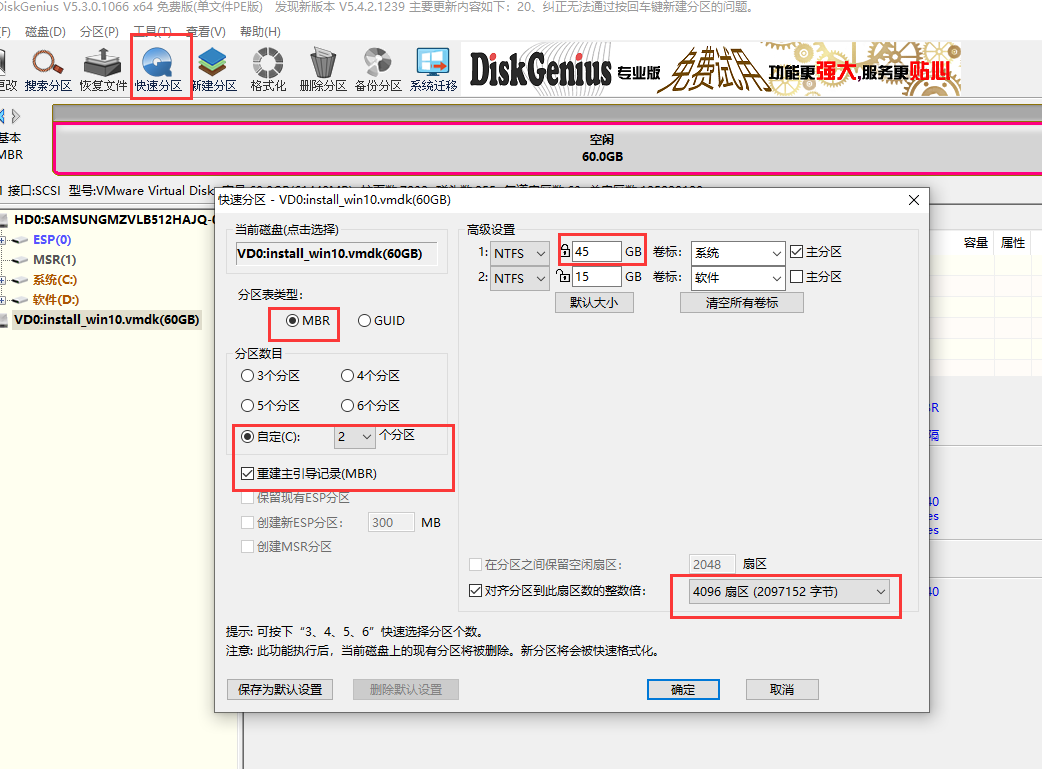 DiskGenius V5.3.0.1066 x64 免费版(单文件PE版) 发现新版本 V5.4.2.1239 主要更新内容如下：20、纠正无法通过按回车键新建分区的问题。
磁盘(D) 分区(P) 工具(T) 查看(V) 帮助(H)
搜索分区 恢复文件 快速分区 新建分区 格式化 删除分区 备份分区 系统迁移
DiskGenius 专业版 免费试用 功能更强大,服务更贴心
基本
MBR
空闲
60.0GB
接口:SCSI 型号:VMware Virtual Disk
HD0:SAMSUNGMZVLB512HAJQ-
ESP(0)
MSR(1)
系统(C:)
软件(D:)
VD0:install_win10.vmdk(60GB)
容量 属性
快速分区 - VD0:install_win10.vmdk(60GB)
当前磁盘(点击选择)
VD0:install_win10.vmdk(60GB)
分区表类型：
MBR GUID
分区数目
3个分区 4个分区
5个分区 6个分区
自定(C): 2 个分区
重建主引导记录(MBR)
保留现有ESP分区
创建新ESP分区： 300 MB
创建MSR分区
高级设置
1: NTFS 45 GB 卷标： 系统 主分区
2: NTFS 15 GB 卷标： 软件 主分区
默认大小 清空所有卷标
在分区之间保留空闲扇区： 2048 扇区
对齐分区到此扇区数的整数倍： 4096 扇区 (2097152 字节)
提示: 可按下“3、4、5、6”快速选择分区个数。
注意: 此功能执行后，当前磁盘上的现有分区将被删除。新分区将会被快速格式化。
保存为默认设置 删除默认设置 确定 取消